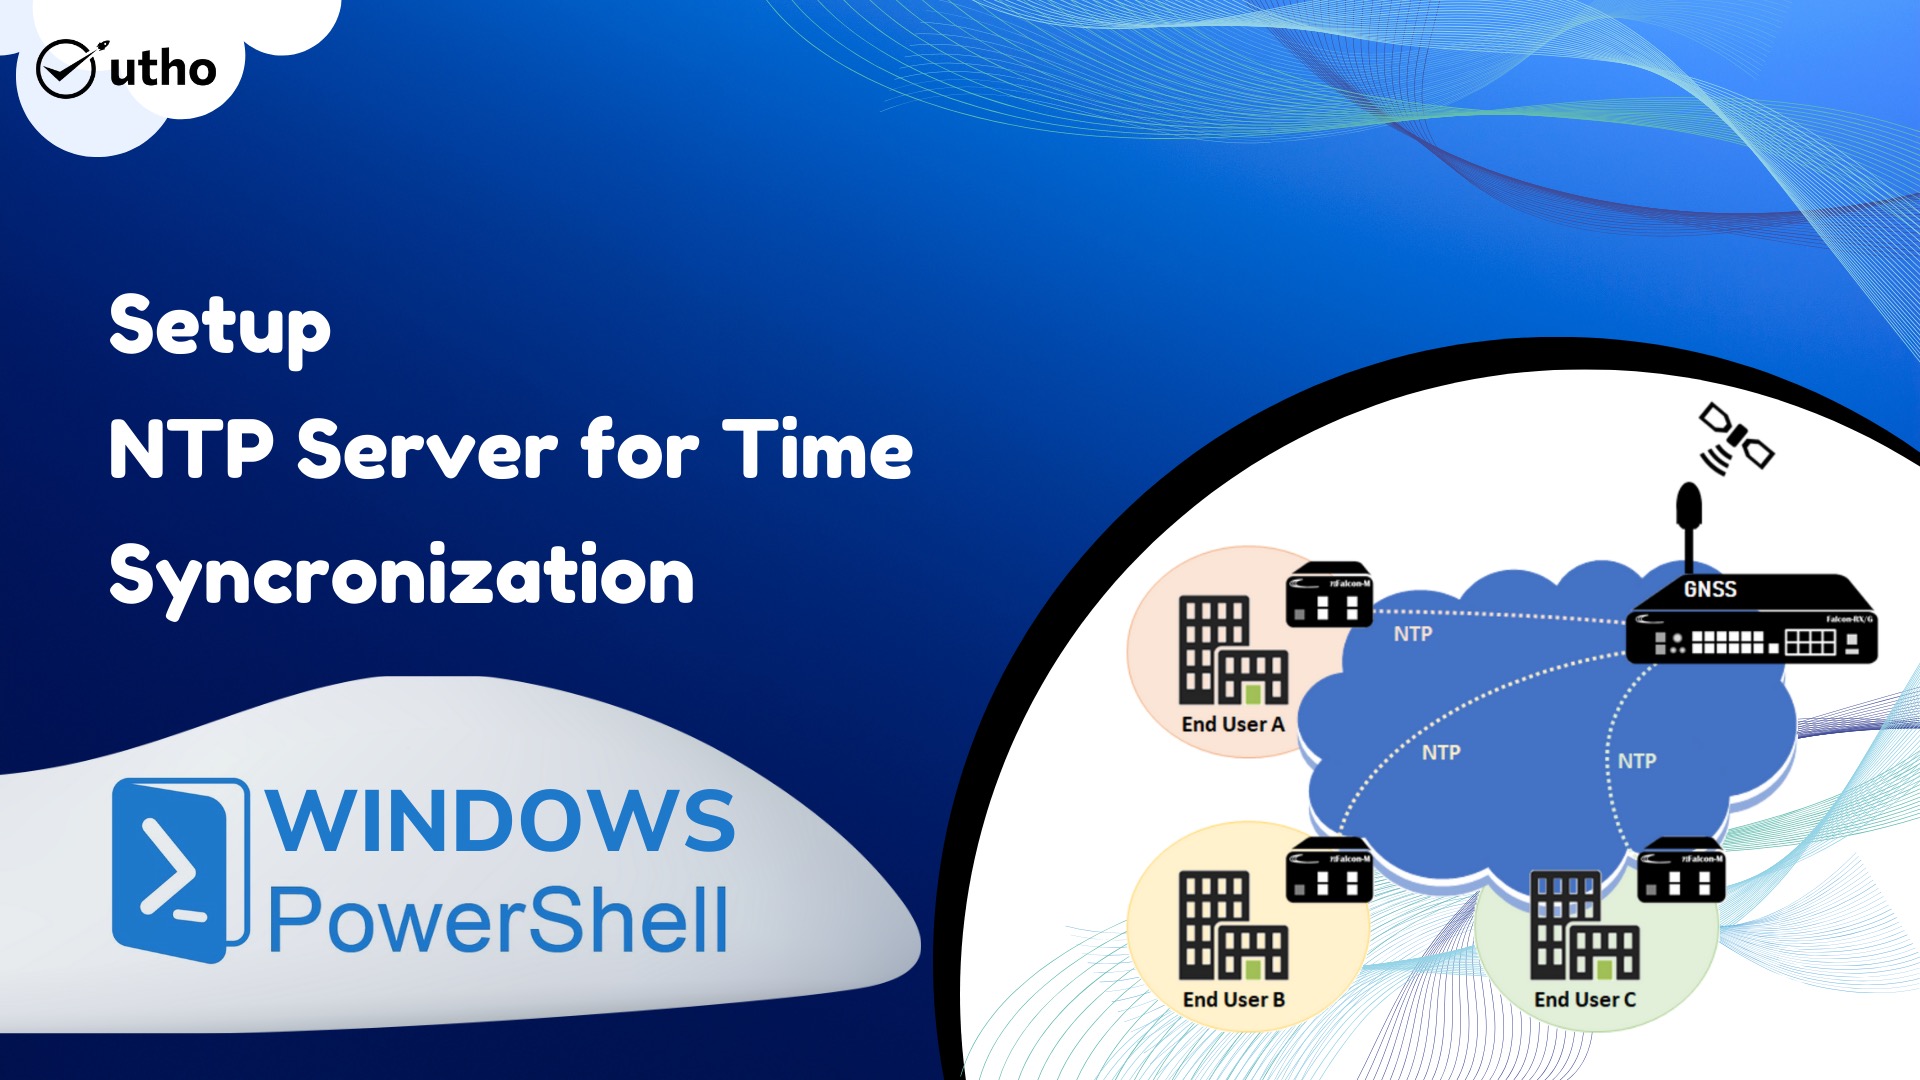 utho
Setup
NTP Server for Time
Syncronization
WINDOWS
PowerShell
GNSS
Falcon-RX/G
Falcon-M
NTP
End User A
NTP
NTP
Falcon-M
End User B
Falcon-M
End User C